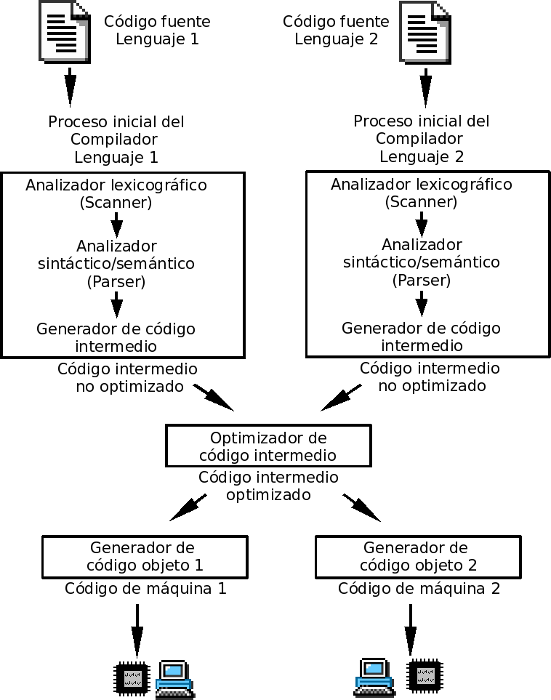 Código fuente
Lenguaje 1
Código fuente
Lenguaje 2
Proceso inicial del
Compilador
Lenguaje 1
Proceso inicial del
Compilador
Lenguaje 2
Analizador lexicográfico
(Scanner)
Analizador
sintáctico/semántico
(Parser)
Generador de código
intermedio
Analizador lexicográfico
(Scanner)
Analizador
sintáctico/semántico
(Parser)
Generador de código
intermedio
Código intermedio
no optimizado
Código intermedio
no optimizado
Optimizador de
código intermedio
Código intermedio
optimizado
Generador de
código objeto 1
Generador de
código objeto 2
Código de máquina 1
Código de máquina 2